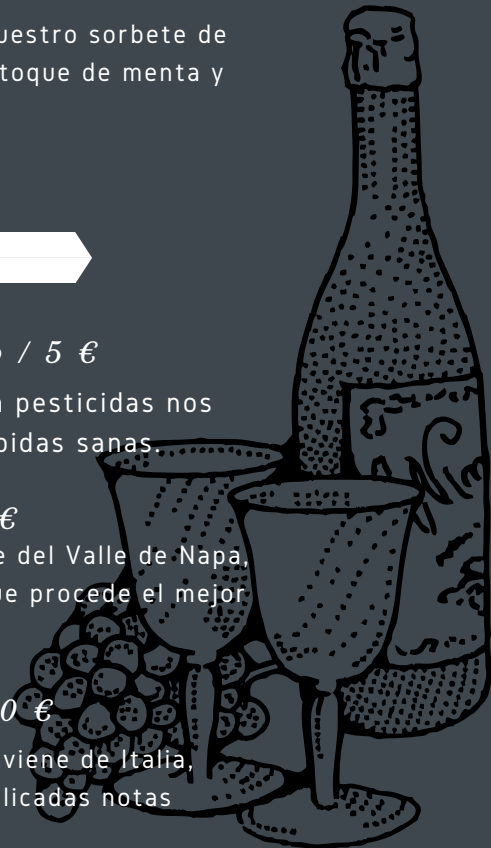 uestro sorbete de
toque de menta y
/ 5 €
pesticidas nos
bidas sanas.
€
e del Valle de Napa,
ue procede el mejor
0 €
viene de Italia,
licadas notas